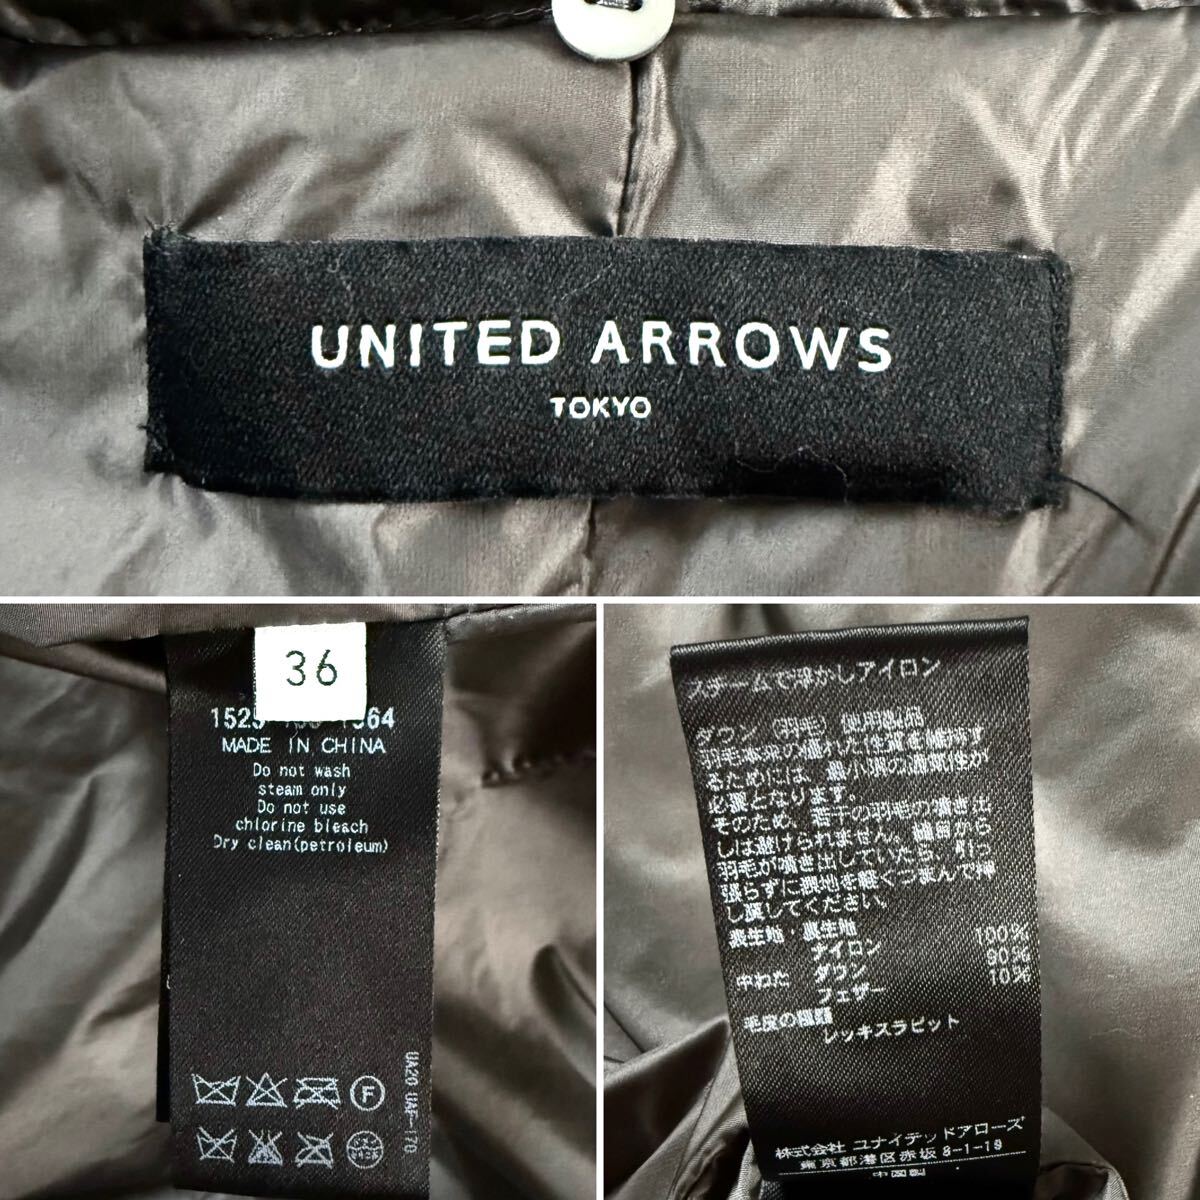 UNITED ARROWS
TOKYO
36
MADE IN CHINA
Do not wash
steam only
Do not use
chlorine bleach
Dry clean(petroleum)
F
UA20 UAF-170
スチームで浮かしアイロン
ダウン（羽毛）使用製品
羽毛本来の優れた性質を維持す
るためには、最小限の通気性が
必要となります。
そのため、若干の羽毛の噴き出
しは避けられません。縫目から
羽毛が噴き出していたら、引っ
張らずに裏地を軽くつまんで押
し戻してください。
表生地・裏生地
ナイロン 100%
中わた ダウン 90%
フェザー 10%
毛皮の種類
レッキスラビット
株式会社 ユナイテッドアローズ
東京都港区赤坂8-1-19
中国製